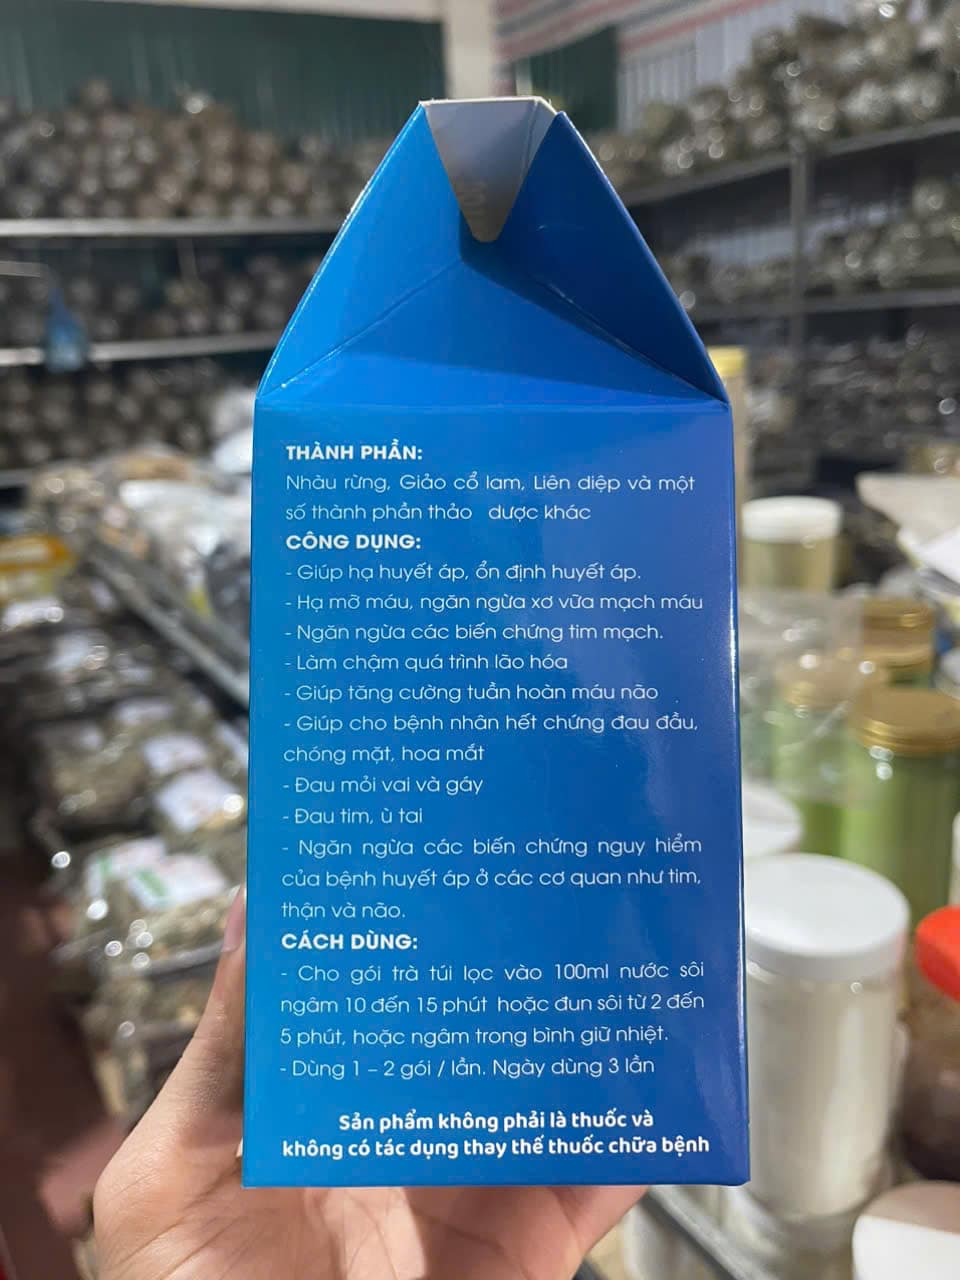 THÀNH PHẦN:
Nhàu rừng, Giảo cổ lam, Liên diệp và một
số thành phần thảo dược khác
CÔNG DỤNG:
- Giúp hạ huyết áp, ổn định huyết áp.
- Hạ mỡ máu, ngăn ngừa xơ vữa mạch máu
- Ngăn ngừa các biến chứng tim mạch.
- Làm chậm quá trình lão hóa
- Giúp tăng cường tuần hoàn máu não
- Giúp cho bệnh nhân hết chứng đau đầu,
chóng mặt, hoa mắt
- Đau mỏi vai và gáy
- Đau tim, ù tai
- Ngăn ngừa các biến chứng nguy hiểm
của bệnh huyết áp ở các cơ quan như tim,
thận và não.
CÁCH DÙNG:
- Cho gói trà túi lọc vào 100ml nước sôi
ngâm 10 đến 15 phút hoặc đun sôi từ 2 đến
5 phút, hoặc ngâm trong bình giữ nhiệt.
- Dùng 1 – 2 gói / lần. Ngày dùng 3 lần
Sản phẩm không phải là thuốc và
không có tác dụng thay thế thuốc chữa bệnh